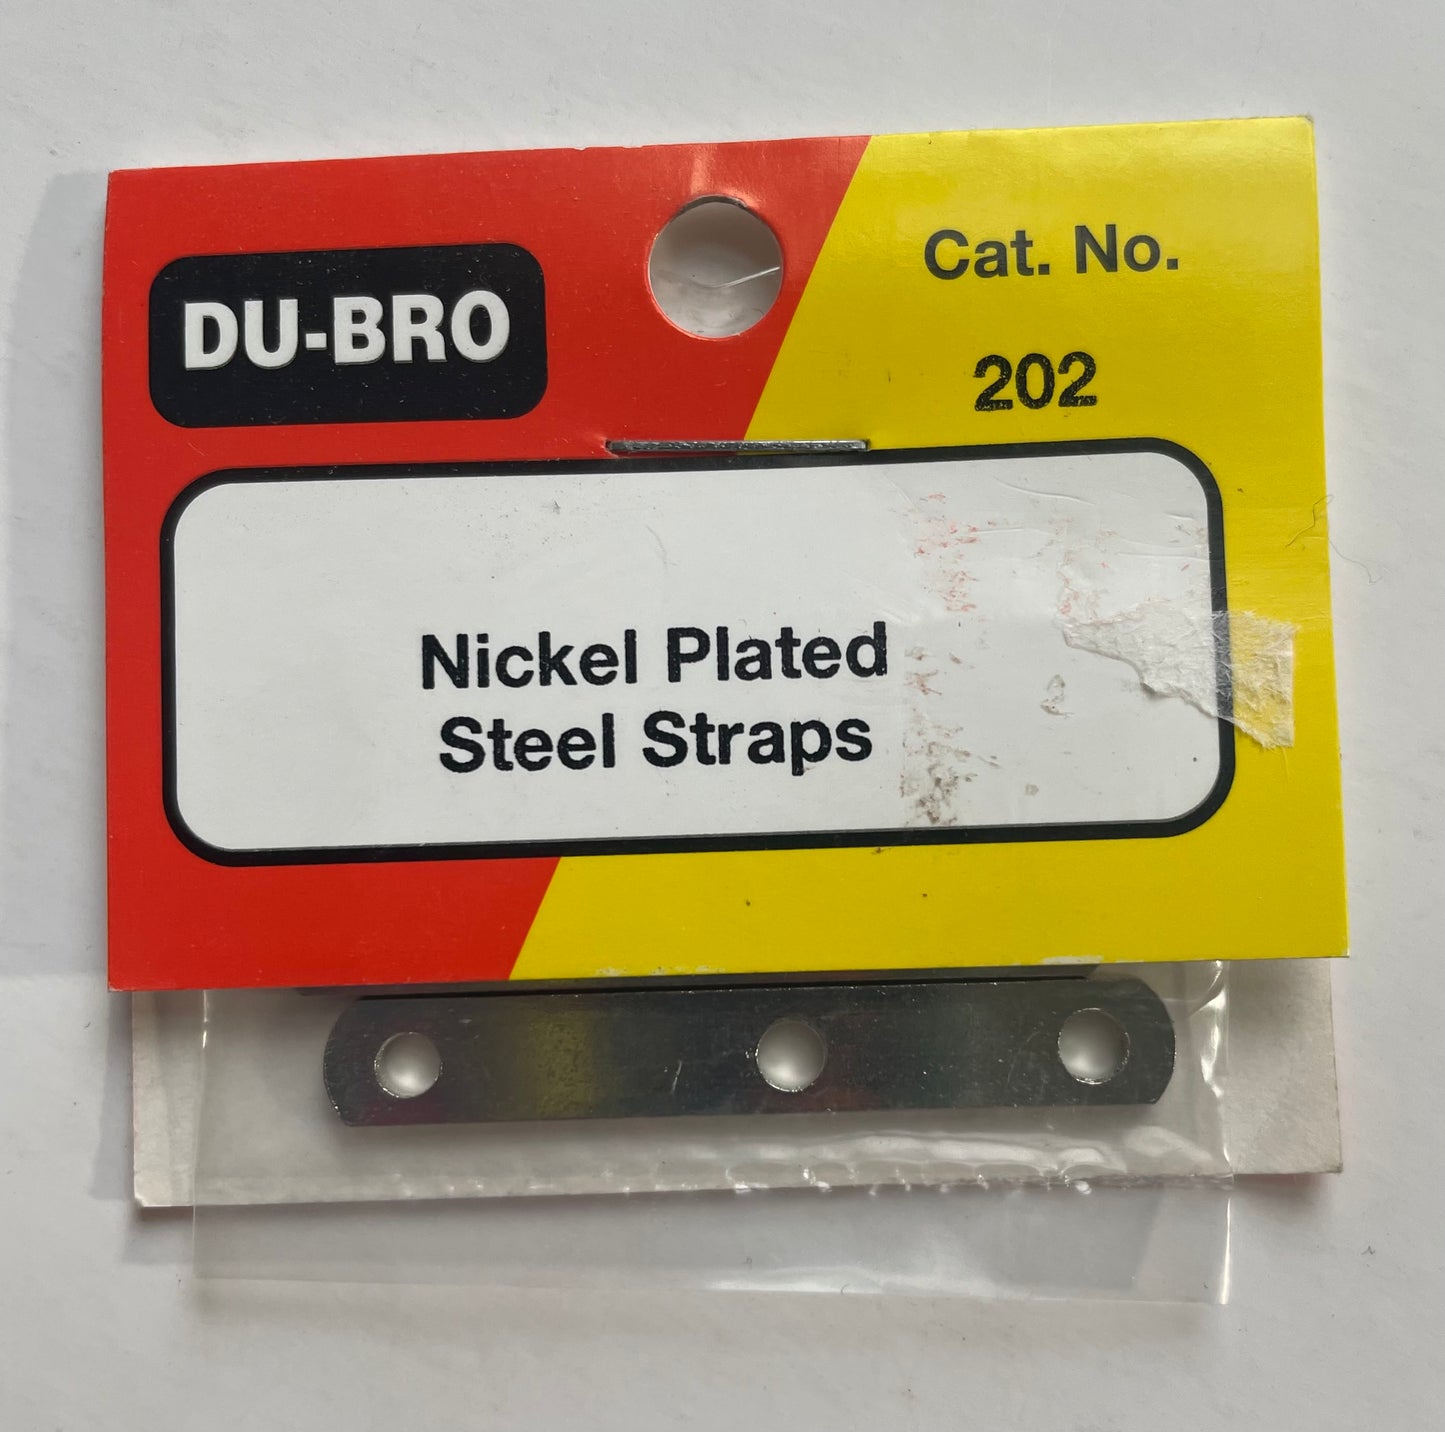 DU-BRO
Cat. No.
202
Nickel Plated
Steel Straps